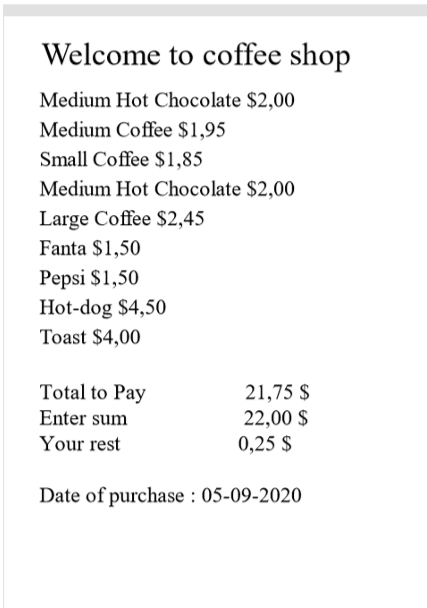 Welcome to coffee shop
Medium Hot Chocolate $2,00
Medium Coffee $1,95
Small Coffee $1,85
Medium Hot Chocolate $2,00
Large Coffee $2,45
Fanta $1,50
Pepsi $1,50
Hot-dog $4,50
Toast $4,00
Total to Pay 21,75 $
Enter sum 22,00 $
Your rest 0,25 $
Date of purchase : 05-09-2020